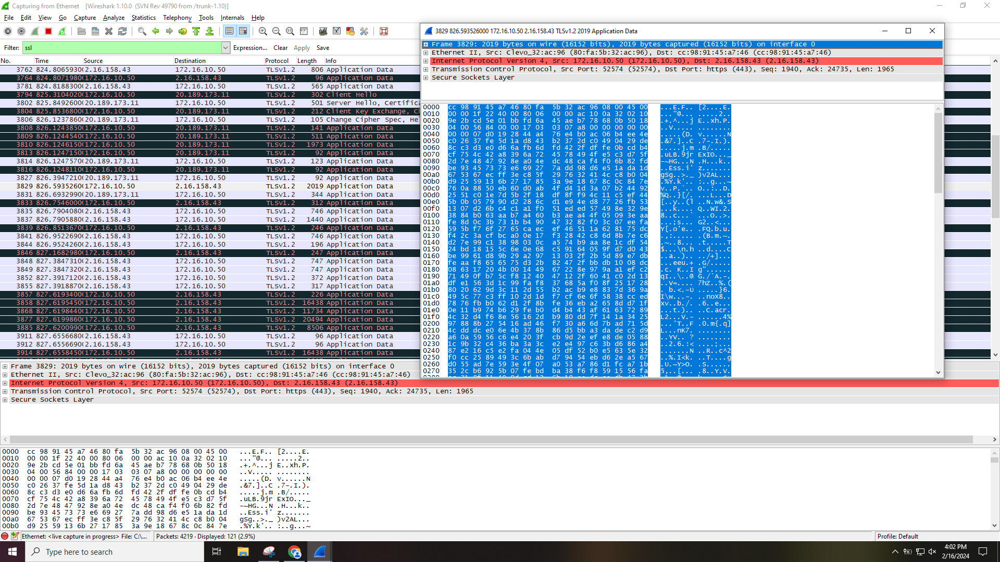 Capturing from Ethernet   [Wireshark 1.10.0  (SVN Rev 49790 from /trunk-1.10)]
File Edit View Go Capture Analyze Statistics Telephony Tools Internals Help
Filter: ssl Expression... Clear Apply Save
No. Time Source Destination Protocol Length Info
3762 824.8065930( 2.16.158.43 172.16.10.50 TLSv1.2 806 Application Data
3764 824.8071980( 172.16.10.50 2.16.158.43 TLSv1.2 96 Application Data
3781 824.8188300( 2.16.158.43 172.16.10.50 TLSv1.2 565 Application Data
3794 825.3104020( 172.16.10.50 20.189.173.11 TLSv1.2 302 Client Hello
3802 825.8492600( 20.189.173.11 172.16.10.50 TLSv1.2 501 Server Hello, Certifica
3804 825.8536800( 172.16.10.50 20.189.173.11 TLSv1.2 212 Client Key Exchange, Ch
3806 826.1237860( 20.189.173.11 172.16.10.50 TLSv1.2 105 Change Cipher Spec, Hel
3808 826.1243850( 172.16.10.50 20.189.173.11 TLSv1.2 141 Application Data
3809 826.1244540( 172.16.10.50 20.189.173.11 TLSv1.2 511 Application Data
3810 826.1246150( 172.16.10.50 20.189.173.11 TLSv1.2 1973 Application Data
3813 826.1247150( 172.16.10.50 20.189.173.11 TLSv1.2 92 Application Data
3814 826.1247570( 20.189.173.11 172.16.10.50 TLSv1.2 123 Application Data
3816 826.1248110( 172.16.10.50 20.189.173.11 TLSv1.2 92 Application Data
3827 826.3947210( 20.189.173.11 172.16.10.50 TLSv1.2 92 Application Data
3829 826.5935260( 172.16.10.50 2.16.158.43 TLSv1.2 2019 Application Data
3831 826.6932990( 20.189.173.11 172.16.10.50 TLSv1.2 344 Application Data
3833 826.7546000( 172.16.10.50 2.16.158.43 TLSv1.2 312 Application Data
3835 826.7904080( 2.16.158.43 172.16.10.50 TLSv1.2 746 Application Data
3837 826.7905880( 2.16.158.43 172.16.10.50 TLSv1.2 1440 Application Data
3839 826.8513670( 172.16.10.50 2.16.158.43 TLSv1.2 246 Application Data
3841 826.9522690( 2.16.158.43 172.16.10.50 TLSv1.2 746 Application Data
3844 826.9524260( 2.16.158.43 172.16.10.50 TLSv1.2 196 Application Data
3846 827.1682980( 172.16.10.50 2.16.158.43 TLSv1.2 247 Application Data
3848 827.3847310( 2.16.158.43 172.16.10.50 TLSv1.2 747 Application Data
3849 827.3847320( 2.16.158.43 172.16.10.50 TLSv1.2 747 Application Data
3852 827.3917120( 2.16.158.43 172.16.10.50 TLSv1.2 372 Application Data
3855 827.3918870( 2.16.158.43 172.16.10.50 TLSv1.2 317 Application Data
3857 827.6193400( 172.16.10.50 2.16.158.43 TLSv1.2 226 Application Data
3858 827.6195450( 172.16.10.50 2.16.158.43 TLSv1.2 16438 Application Data
3868 827.6198440( 172.16.10.50 2.16.158.43 TLSv1.2 11734 Application Data
3877 827.6199860( 172.16.10.50 2.16.158.43 TLSv1.2 20494 Application Data
3885 827.6200990( 172.16.10.50 2.16.158.43 TLSv1.2 8506 Application Data
3911 827.6556680( 2.16.158.43 172.16.10.50 TLSv1.2 96 Application Data
3912 827.6556690( 2.16.158.43 172.16.10.50 TLSv1.2 96 Application Data
3914 827.6558450( 172.16.10.50 2.16.158.43 TLSv1.2 16438 Application Data
3829 826.593526000 172.16.10.50 2.16.158.43 TLSv1.2 2019 Application Data
Frame 3829: 2019 bytes on wire (16152 bits), 2019 bytes captured (16152 bits) on interface 0
Ethernet II, Src: Clevo_32:ac:96 (80:fa:5b:32:ac:96), Dst: cc:98:91:45:a7:46 (cc:98:91:45:a7:46)
Internet Protocol Version 4, Src: 172.16.10.50 (172.16.10.50), Dst: 2.16.158.43 (2.16.158.43)
Transmission Control Protocol, Src Port: 52574 (52574), Dst Port: https (443), Seq: 1940, Ack: 24735, Len: 1965
Secure Sockets Layer
0000 cc 98 91 45 a7 46 80 fa 5b 32 ac 96 08 00 45 00 ...E.F.. [2....E.
0010 00 00 1f 22 40 00 80 06 00 00 ac 10 0a 32 02 10 ..."@... .....2..
0020 9e 2b cd 5e 01 bb fd 6a 45 ae b7 78 68 0b 50 18 .+.^...j E..xh.P.
0030 04 00 56 84 00 00 17 03 03 07 a8 00 00 00 00 00 ..V..... ........
0040 00 00 07 d0 19 28 44 a4 76 e4 b0 ac 06 b4 ee 4e .....(D. v......N
0050 c0 26 37 fe 5d 1a d8 43 b2 37 2d c0 49 04 29 de .&7.]..C .7-.I.).
0060 8c c3 d3 e0 d6 6a fb 6d fd 42 2f df fe 0b cd b4 .....j.m .B/.....
0070 cf 75 4c 42 a8 39 6a 72 45 78 49 4f e5 c3 d7 5f .uLB.9jr ExIO..._
0080 2d 7e 48 47 92 8e a0 4e dc 48 ca f4 f0 6b 82 fd -~HG...N .H...k..
0090 be 93 45 73 73 e6 69 27 7a dd 98 d6 e5 1a da 1d ..Ess.i' z.......
00a0 67 53 67 ec ff 3e c8 5f 29 76 32 41 4c c8 b0 04 gSg..>._ )v2AL...
00b0 d9 25 59 13 6b 27 17 85 3a 9e 18 67 8c 0c 84 7e .%Y.k'.. :..g...~
00c0 76 0a 88 50 eb 60 d0 ab 4f d4 1d 3a 07 b2 44 92 v..P.`.. O..:..D.
00d0 25 51 c0 1e 7d 5b 2f 18 df 8f f9 4c 11 c5 ef 44 %Q..}[/. ...L...D
00e0 5b 0b 05 79 90 d2 28 6c d1 e9 4e d8 77 26 fb 53 [..y..(l ..N.w&.S
00f0 13 07 d2 6b c4 c1 a1 f0 51 ed ed 57 49 8e 32 9e ...k.... Q..WI.2.
0100 38 84 b0 63 aa b7 a4 60 b3 ae a4 4f 05 09 3e aa 8..c...` ...O..>.
0110 fe 8d 0c 3b 73 1b b4 90 47 32 82 f0 3c 07 ee fa ...;s... G2..<...
0120 59 5b f7 6f 27 65 ca ec ef 46 51 1a 62 81 75 dc Y[.o'e.. .FQ.b.u.
0130 f4 2c 3a cf bc a0 0e 17 f3 28 42 c8 6d 8b 7e c6 .,:..... .(B.m.~.
0140 d2 7e 99 c1 38 98 03 0c a5 74 b9 aa 8e 1c df 54 .~..8... .t.....T
0150 24 bd 18 15 5c 6e 0e 68 c5 91 64 05 9f d7 d0 43 $...\n.h ..d....C
0160 be 99 61 d8 9b 29 a2 97 13 03 2f 2b 5d 89 e7 db ..a..).. ../+]...
0170 fe aa f8 65 65 75 d3 2b 82 47 2f bb db 10 08 dc ...eeu.+ .G/.....
0180 08 63 17 20 4b 00 14 49 67 22 8e 97 9a a1 ef c2 .c. K..I g"......
0190 71 49 0f b7 5c f8 12 40 47 12 2f 60 41 c0 2d 13 qI..\..@ G./`A.-.
01a0 df e1 56 3d 1c 99 fa f8 37 68 5a f0 8f 25 17 28 ..V=.... 7hZ..%.(
01b0 80 20 62 9d 3c 11 2d 55 b2 ac b9 e8 83 7d 36 9a . b.<.-U .....}6.
01c0 49 5c 77 c3 ff 10 2d 1d f7 cf 6e 6f 58 38 cc ed I\w...-. ..noX8..
01d0 78 76 fb b0 62 d1 2f 8b fe 36 eb a2 65 8d d7 1f xv..b./. .6..e...
01e0 0e 11 b9 74 b6 29 fe b0 d4 b4 43 af 61 63 72 89 ...t.).. ..C.acr.
01f0 4c 32 d4 f6 8e 56 16 2d b9 80 dd 7f 14 1a 34 25 L2...V.- ......4%
0200 97 88 8b 27 54 16 ad 46 f7 30 a6 6d 7b ad 71 5d ...'T..F .0.m{.q]
0210 4c dd dc e0 6e 4b 37 8b 86 d5 bb a3 da de c2 d9 L...nK7. ........
0220 a6 0a 59 56 c6 e4 20 3f cb 9d 2e ef e8 de 05 88 ..YV.. ? ........
0230 1c 9b 32 c4 36 ba 3a 3c e2 e4 97 c6 3b d6 86 a4 ..2.6.:< ....;...
0240 87 e2 16 c5 e2 fa 04 4e 05 df 52 b0 e5 63 5e 32 .......N ..R..c^2
0250 f0 cc 25 89 49 3c 6b ab d7 94 54 eb d6 2e a5 67 ..%.I<k. ..T....g
0260 d0 55 ad 7e 59 3e 4f 07 a0 53 a7 86 d1 fc a7 1b .U.~Y>O. .S......
0270 35 2c b6 92 5b 07 fe bd ba 38 f6 f8 59 15 56 fa 5,..[... .8..Y.V.
Frame 3829: 2019 bytes on wire (16152 bits), 2019 bytes captured (16152 bits) on interface 0
Ethernet II, Src: Clevo_32:ac:96 (80:fa:5b:32:ac:96), Dst: cc:98:91:45:a7:46 (cc:98:91:45:a7:46)
Internet Protocol Version 4, Src: 172.16.10.50 (172.16.10.50), Dst: 2.16.158.43 (2.16.158.43)
Transmission Control Protocol, Src Port: 52574 (52574), Dst Port: https (443), Seq: 1940, Ack: 24735, Len: 1965
Secure Sockets Layer
0000 cc 98 91 45 a7 46 80 fa 5b 32 ac 96 08 00 45 00 ...E.F.. [2....E.
0010 00 00 1f 22 40 00 80 06 00 00 ac 10 0a 32 02 10 ..."@... .....2..
0020 9e 2b cd 5e 01 bb fd 6a 45 ae b7 78 68 0b 50 18 .+.^...j E..xh.P.
0030 04 00 56 84 00 00 17 03 03 07 a8 00 00 00 00 00 ..V..... ........
0040 00 00 07 d0 19 28 44 a4 76 e4 b0 ac 06 b4 ee 4e .....(D. v......N
0050 c0 26 37 fe 5d 1a d8 43 b2 37 2d c0 49 04 29 de .&7.]..C .7-.I.).
0060 8c c3 d3 e0 d6 6a fb 6d fd 42 2f df fe 0b cd b4 .....j.m .B/.....
0070 cf 75 4c 42 a8 39 6a 72 45 78 49 4f e5 c3 d7 5f .uLB.9jr ExIO..._
0080 2d 7e 48 47 92 8e a0 4e dc 48 ca f4 f0 6b 82 fd -~HG...N .H...k..
0090 be 93 45 73 73 e6 69 27 7a dd 98 d6 e5 1a da 1d ..Ess.i' z.......
00a0 67 53 67 ec ff 3e c8 5f 29 76 32 41 4c c8 b0 04 gSg..>._ )v2AL...
00b0 d9 25 59 13 6b 27 17 85 3a 9e 18 67 8c 0c 84 7e .%Y.k'.. :..g...~
Ethernet: <live capture in progress> File: C:\... Packets: 4219 · Displayed: 121 (2.9%) Profile: Default
Type here to search
4:02 PM
2/16/2024